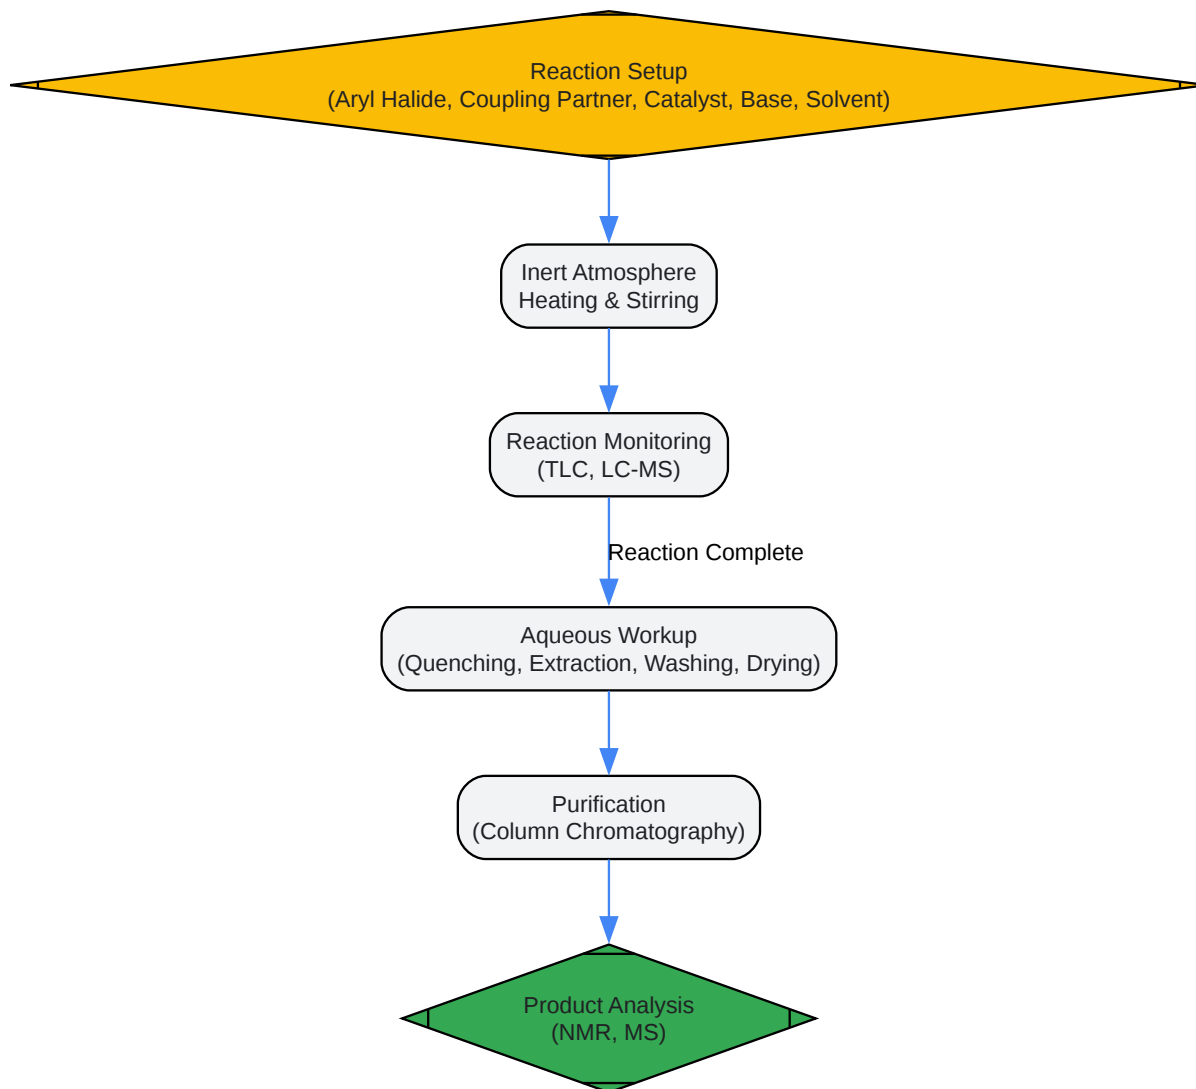 Reaction Setup
(Aryl Halide, Coupling Partner, Catalyst, Base, Solvent)
Inert Atmosphere
Heating & Stirring
Reaction Monitoring
(TLC, LC-MS)
Reaction Complete
Aqueous Workup
(Quenching, Extraction, Washing, Drying)
Purification
(Column Chromatography)
Product Analysis
(NMR, MS)